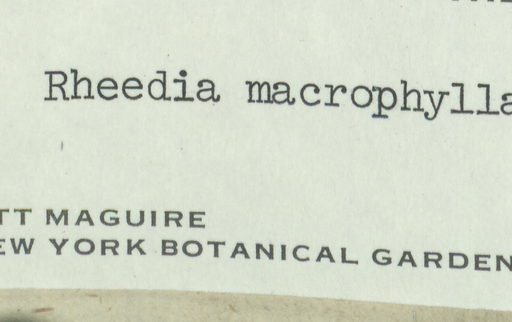 Rheedia macrophylla
TT MAGUIRE
EW YORK BOTANICAL GARDEN